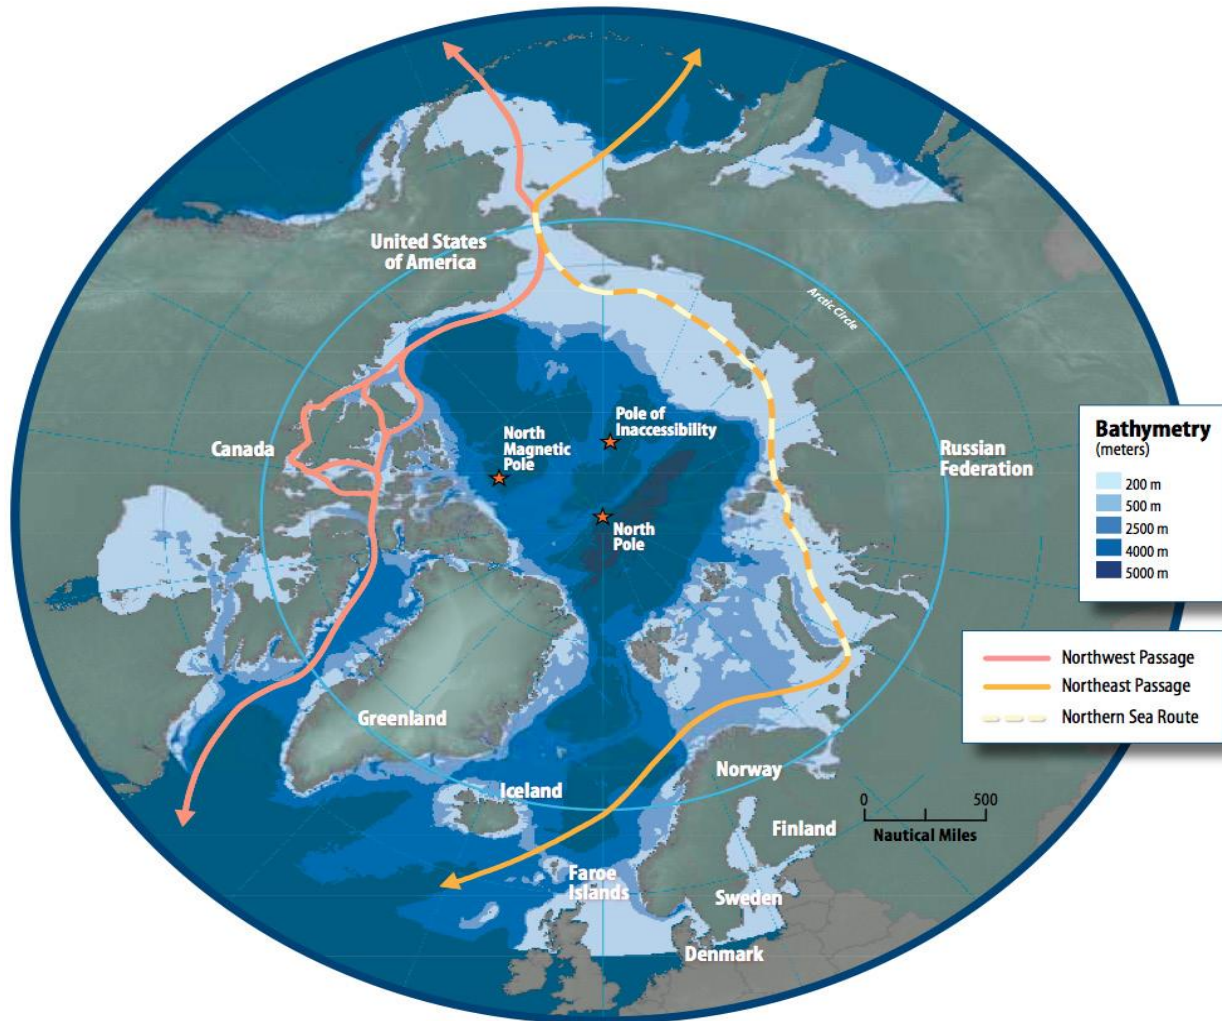 United States
of America
Arctic Circle
Canada
North
Magnetic
Pole
Pole of
Inaccessibility
North
Pole
Russian
Federation
Bathymetry
(meters)
200 m
500 m
2500 m
4000 m
5000 m
Northwest Passage
Northeast Passage
Northern Sea Route
Greenland
Iceland
Norway
0 500
Nautical Miles
Finland
Faroe
Islands
Sweden
Denmark